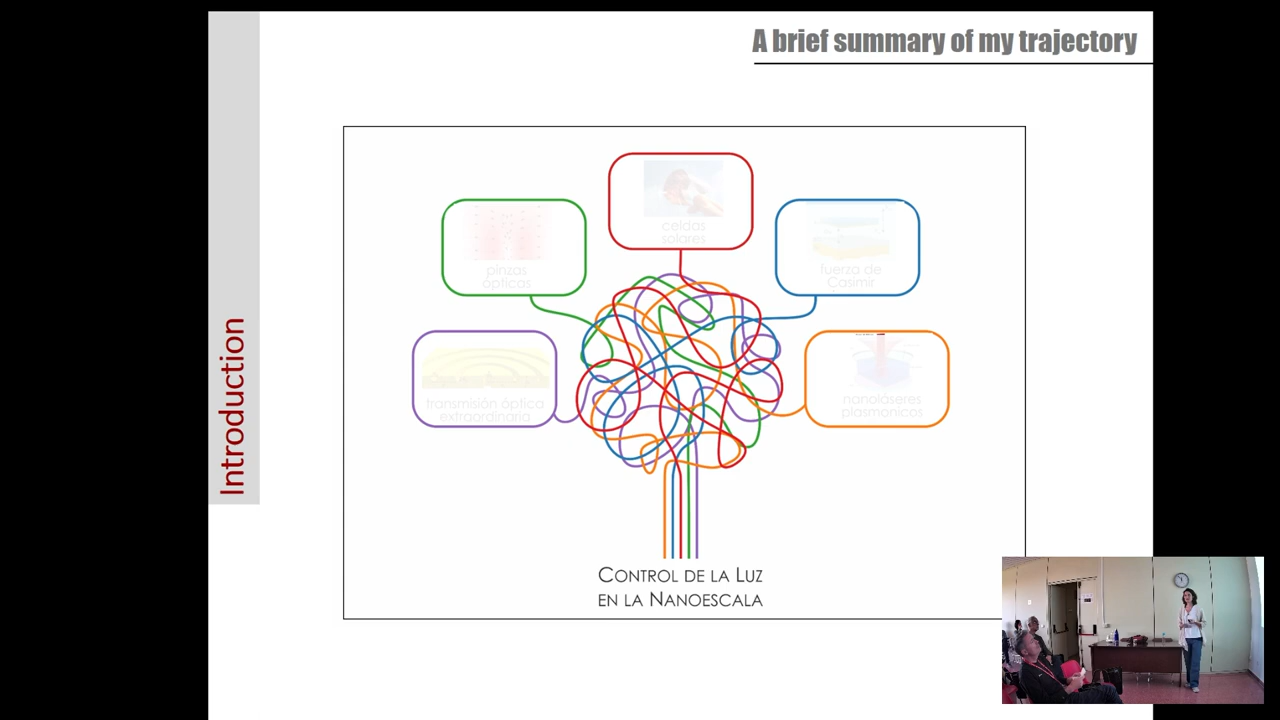 A brief summary of my trajectory
Introduction
celdas
solares
pinzas
ópticas
fuerza de
Casimir
transmisión óptica
extraordinaria
nanoláseres
plasmonicos
CONTROL DE LA LUZ
EN LA NANOESCALA